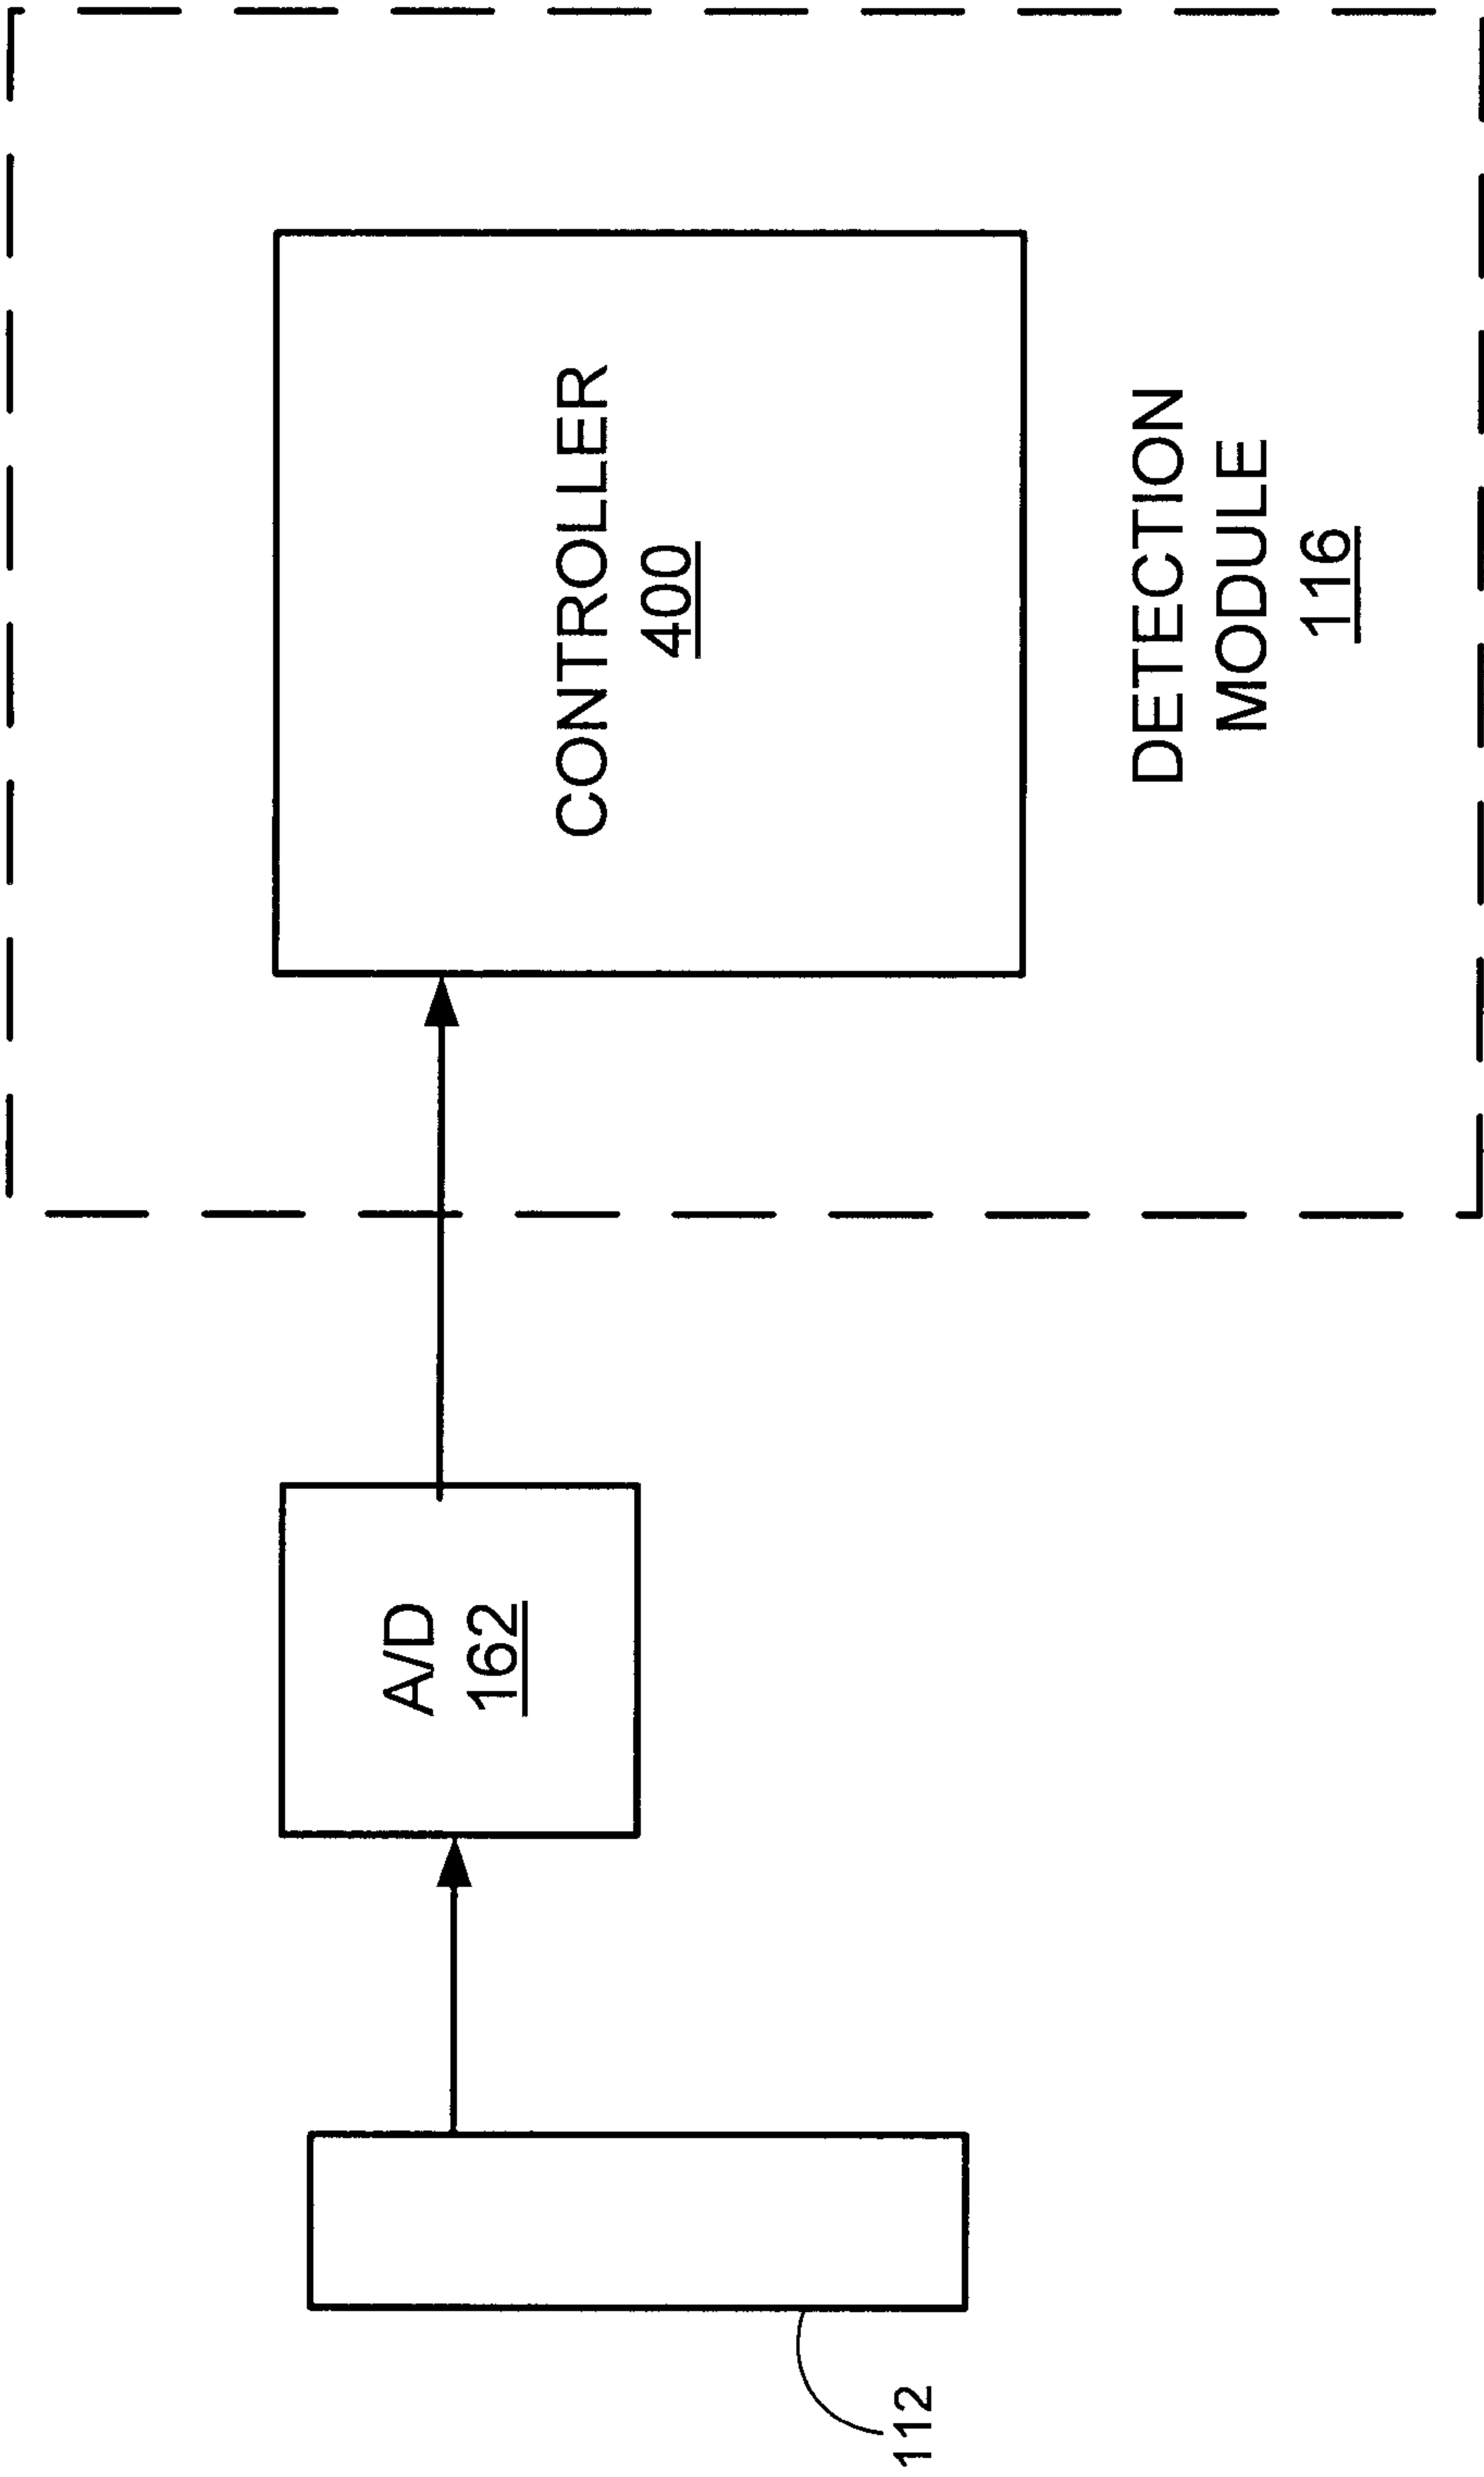 112
A/D
162
CONTROLLER
400
DETECTION
MODULE
116